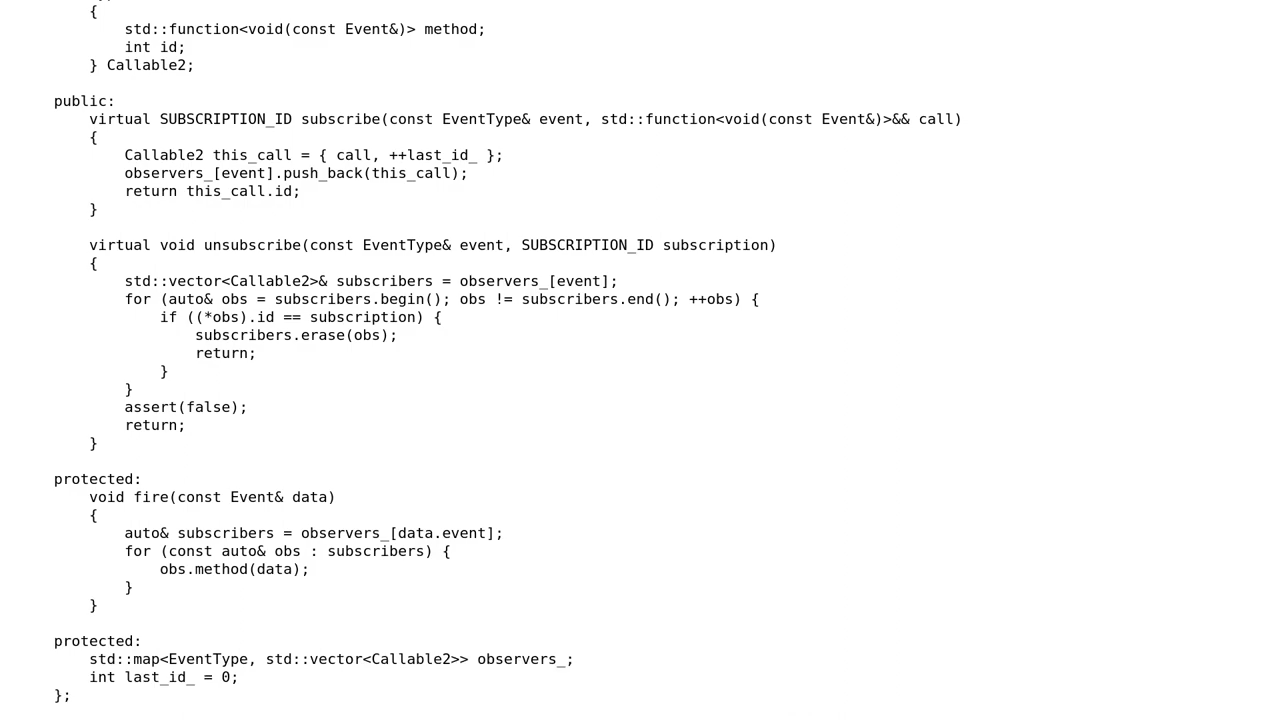 {
std::function<void(const Event&)> method;
int id;
} Callable2;
public:
virtual SUBSCRIPTION_ID subscribe(const EventType& event, std::function<void(const Event&)>&& call)
{
Callable2 this_call = { call, ++last_id_ };
observers_[event].push_back(this_call);
return this_call.id;
}
virtual void unsubscribe(const EventType& event, SUBSCRIPTION_ID subscription)
{
std::vector<Callable2>& subscribers = observers_[event];
for (auto& obs = subscribers.begin(); obs != subscribers.end(); ++obs) {
if ((*obs).id == subscription) {
subscribers.erase(obs);
return;
}
}
assert(false);
return;
}
protected:
void fire(const Event& data)
{
auto& subscribers = observers_[data.event];
for (const auto& obs : subscribers) {
obs.method(data);
}
}
protected:
std::map<EventType, std::vector<Callable2>> observers_;
int last_id_ = 0;
};